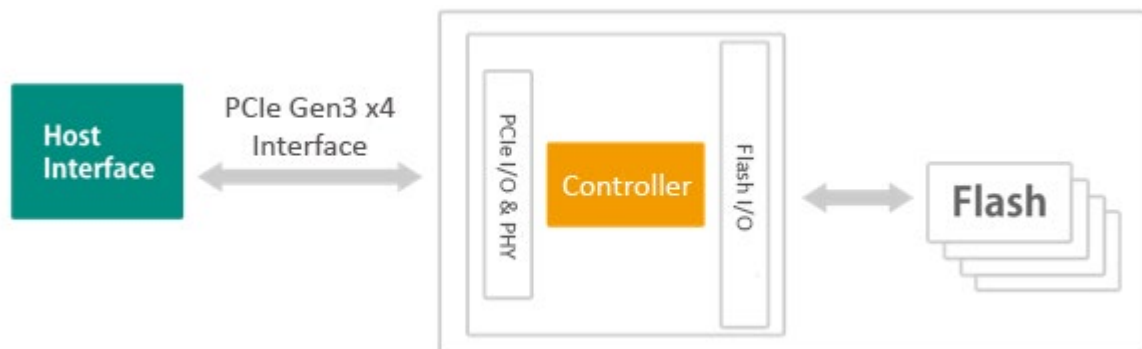 Host
Interface
PCIe Gen3 x4
Interface
PCIe I/O & PHY
Controller
Flash I/O
Flash